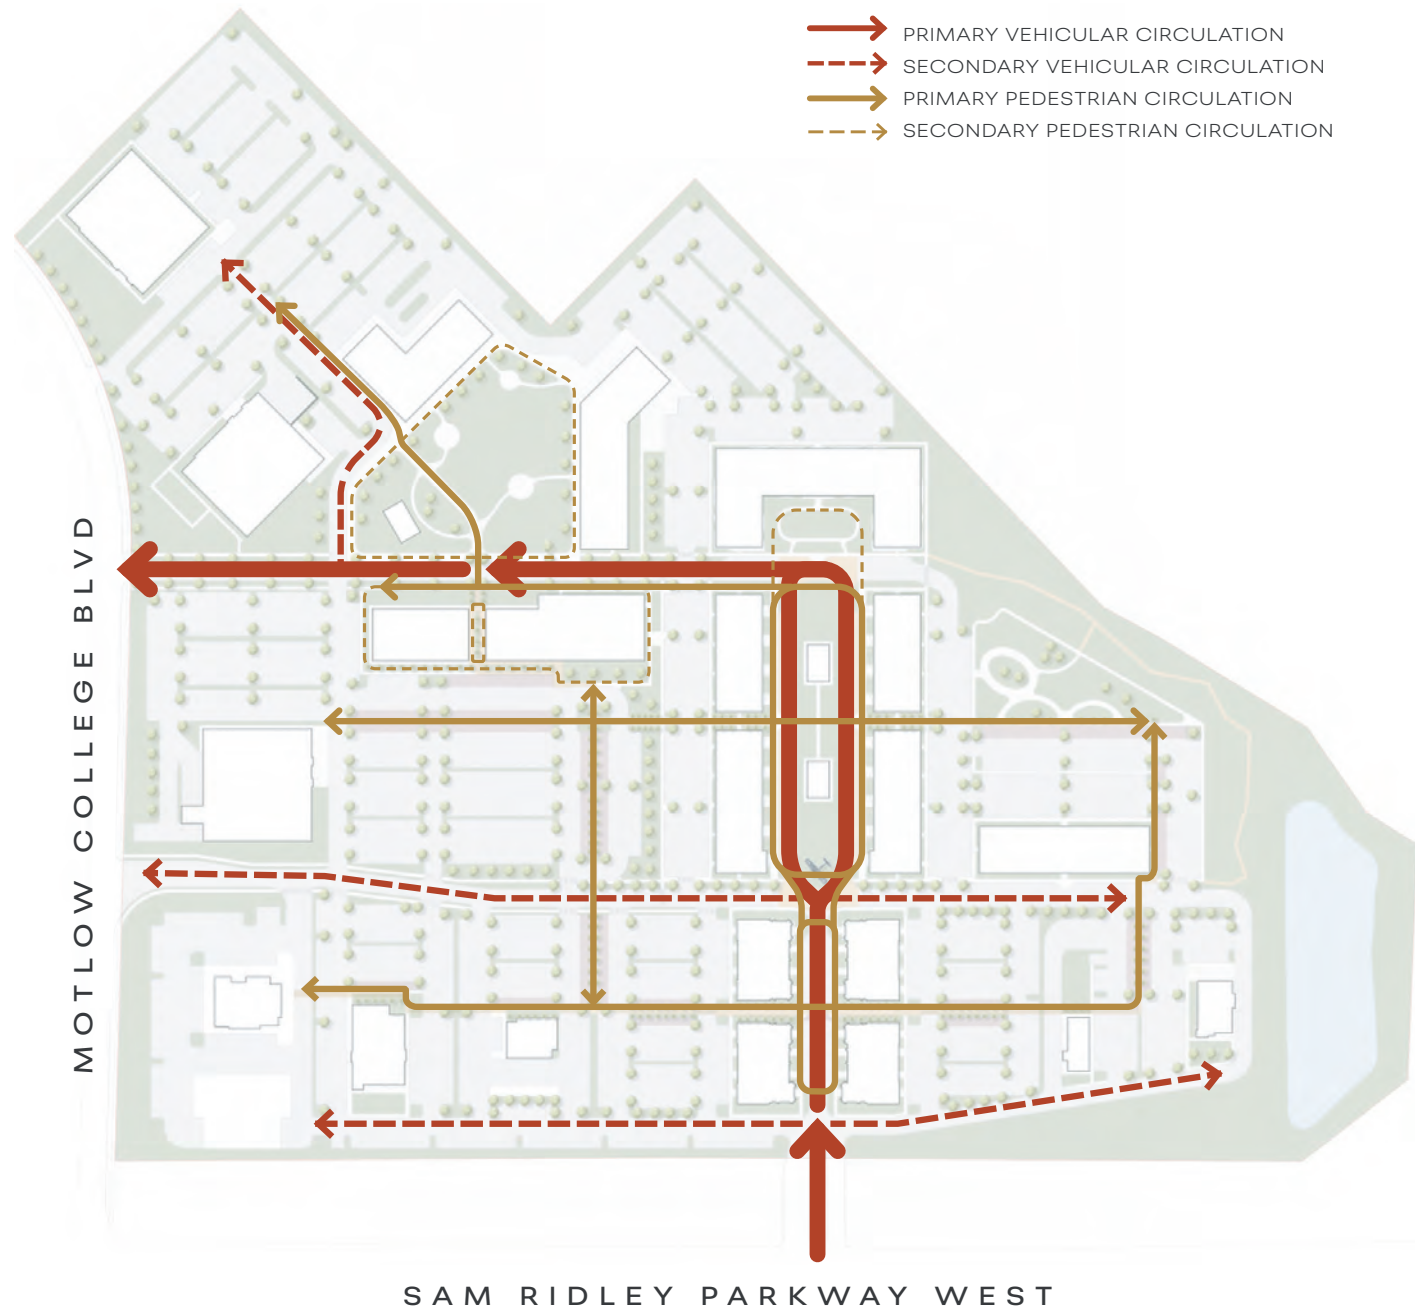 PRIMARY VEHICULAR CIRCULATION
SECONDARY VEHICULAR CIRCULATION
PRIMARY PEDESTRIAN CIRCULATION
SECONDARY PEDESTRIAN CIRCULATION
MOTLOW COLLEGE BLVD
SAM RIDLEY PARKWAY WEST